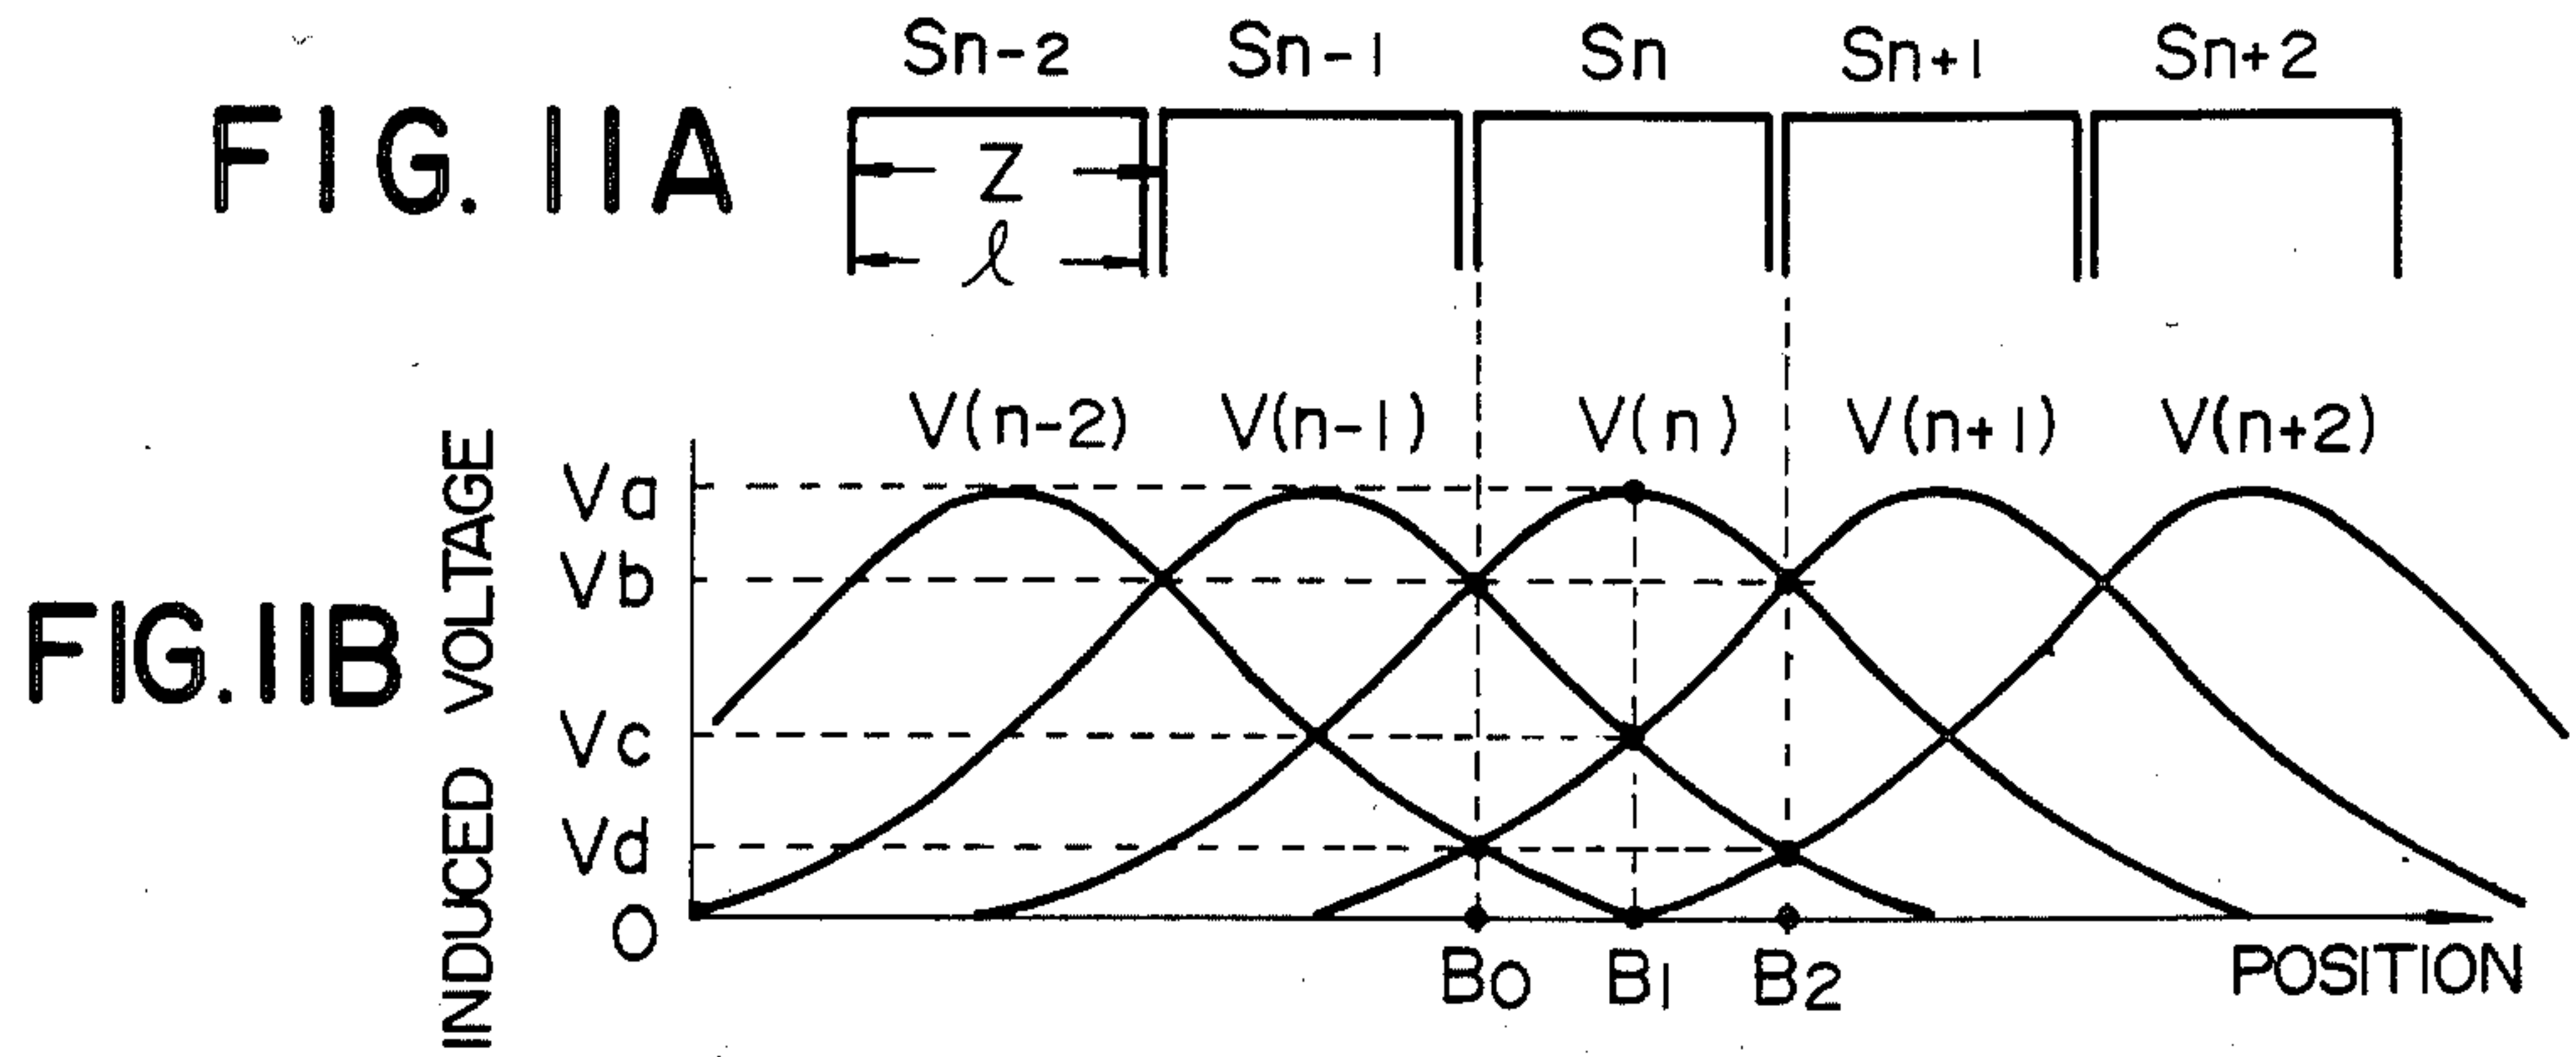 Sn-2 Sn-1 Sn Sn+1 Sn+2
FIG. 11A
Z
ℓ
V(n-2) V(n-1) V(n) V(n+1) V(n+2)
FIG. 11B
INDUCED VOLTAGE
Va
Vb
Vc
Vd
O
B0 B1 B2
POSITION